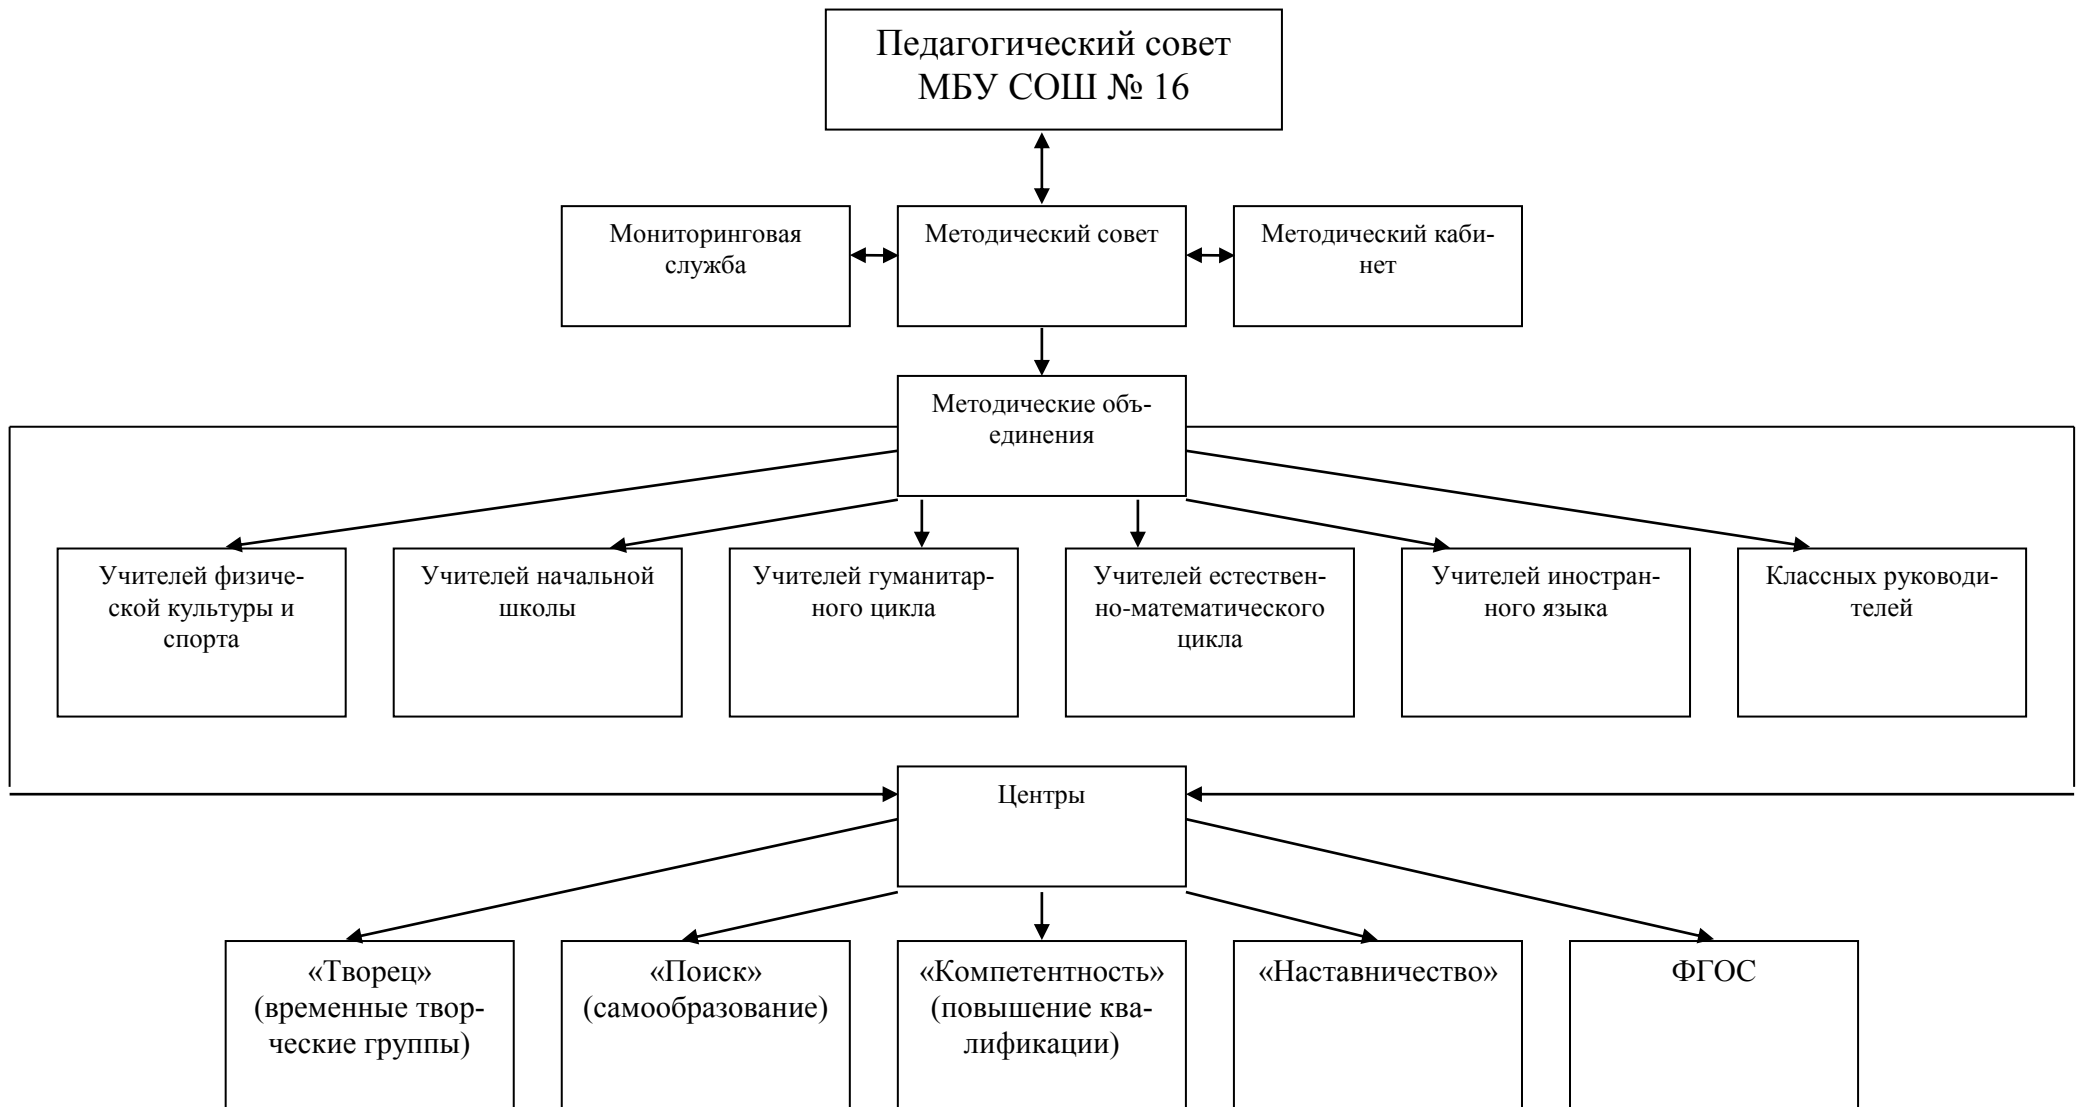 Педагогический совет
МБУ СОШ № 16
Мониторинговая
служба
Методический совет
Методический каби-
нет
Методические объ-
единения
Учителей физиче-
ской культуры и
спорта
Учителей начальной
школы
Учителей гуманитар-
ного цикла
Учителей естествен-
но-математического
цикла
Учителей иностран-
ного языка
Классных руководи-
телей
Центры
«Творец»
(временные твор-
ческие группы)
«Поиск»
(самообразование)
«Компетентность»
(повышение ква-
лификации)
«Наставничество»
ФГОС